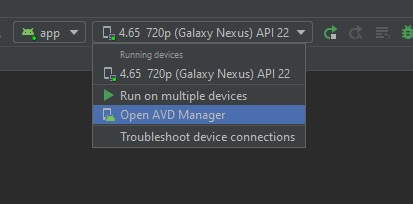 app 4.65 720p (Galaxy Nexus) API 22
Running devices
4.65 720p (Galaxy Nexus) API 22
Run on multiple devices
Open AVD Manager
Troubleshoot device connections